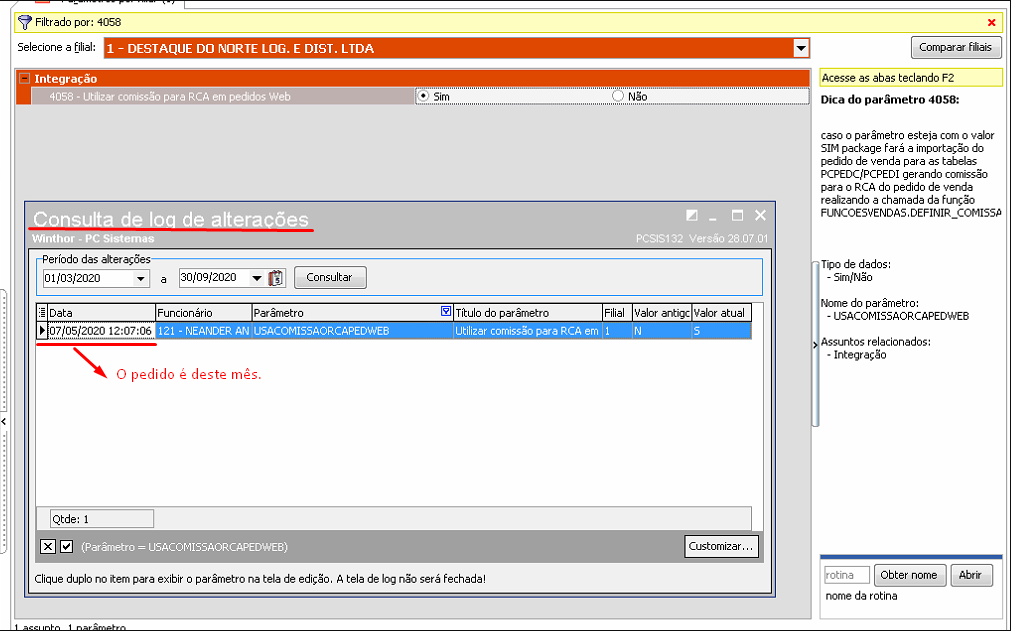 Filtrado por: 4058
Selecione a filial:
1 - DESTAQUE DO NORTE LOG. E DIST. LTDA
Comparar filiais
Integração
4058 - Utilizar comissão para RCA em pedidos Web
Sim
Não
Acesse as abas teclando F2
Dica do parâmetro 4058:
caso o parâmetro esteja com o valor
SIM package fará a importação do
pedido de venda para as tabelas
PCPEDC/PCPEDI gerando comissão
para o RCA do pedido de venda
realizando a chamada da função
FUNCOESVENDAS.DEFINIR_COMISSA
Tipo de dados:
- Sim/Não
Nome do parâmetro:
- USACOMISSAORCAPEDWEB
Assuntos relacionados:
- Integração
Consulta de log de alterações
Winthor - PC Sistemas
PCSIS132 Versão 28.07.01
Período das alterações
01/03/2020
a
30/09/2020
Consultar
Data
Funcionário
Parâmetro
Título do parâmetro
Filial
Valor antigo
Valor atual
07/05/2020 12:07:06
121 - NEANDER AN
USACOMISSAORCAPEDWEB
Utilizar comissão para RCA em
1
N
S
O pedido é deste mês.
Qtde: 1
(Parâmetro = USACOMISSAORCAPEDWEB)
Customizar...
Clique duplo no item para exibir o parâmetro na tela de edição. A tela de log não será fechada!
rotina
Obter nome
Abrir
nome da rotina
1 assunto, 1 parâmetro